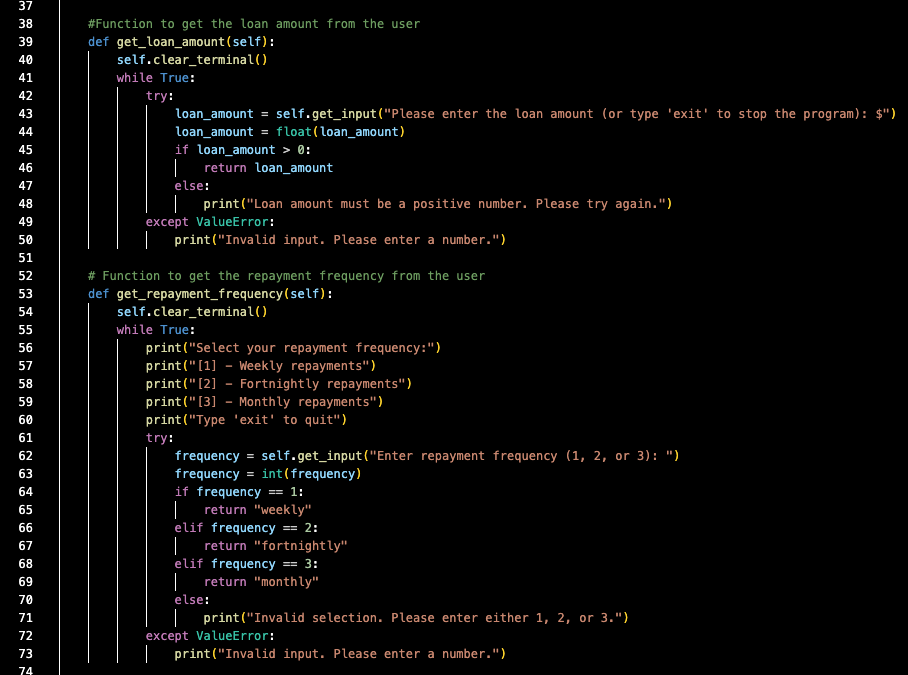 37
38 #Function to get the loan amount from the user
39 def get_loan_amount(self):
40 self.clear_terminal()
41 while True:
42 try:
43 loan_amount = self.get_input("Please enter the loan amount (or type 'exit' to stop the program): $")
44 loan_amount = float(loan_amount)
45 if loan_amount > 0:
46 return loan_amount
47 else:
48 print("Loan amount must be a positive number. Please try again.")
49 except ValueError:
50 print("Invalid input. Please enter a number.")
51
52 # Function to get the repayment frequency from the user
53 def get_repayment_frequency(self):
54 self.clear_terminal()
55 while True:
56 print("Select your repayment frequency:")
57 print("[1] – Weekly repayments")
58 print("[2] – Fortnightly repayments")
59 print("[3] – Monthly repayments")
60 print("Type 'exit' to quit")
61 try:
62 frequency = self.get_input("Enter repayment frequency (1, 2, or 3): ")
63 frequency = int(frequency)
64 if frequency == 1:
65 return "weekly"
66 elif frequency == 2:
67 return "fortnightly"
68 elif frequency == 3:
69 return "monthly"
70 else:
71 print("Invalid selection. Please enter either 1, 2, or 3.")
72 except ValueError:
73 print("Invalid input. Please enter a number.")
74